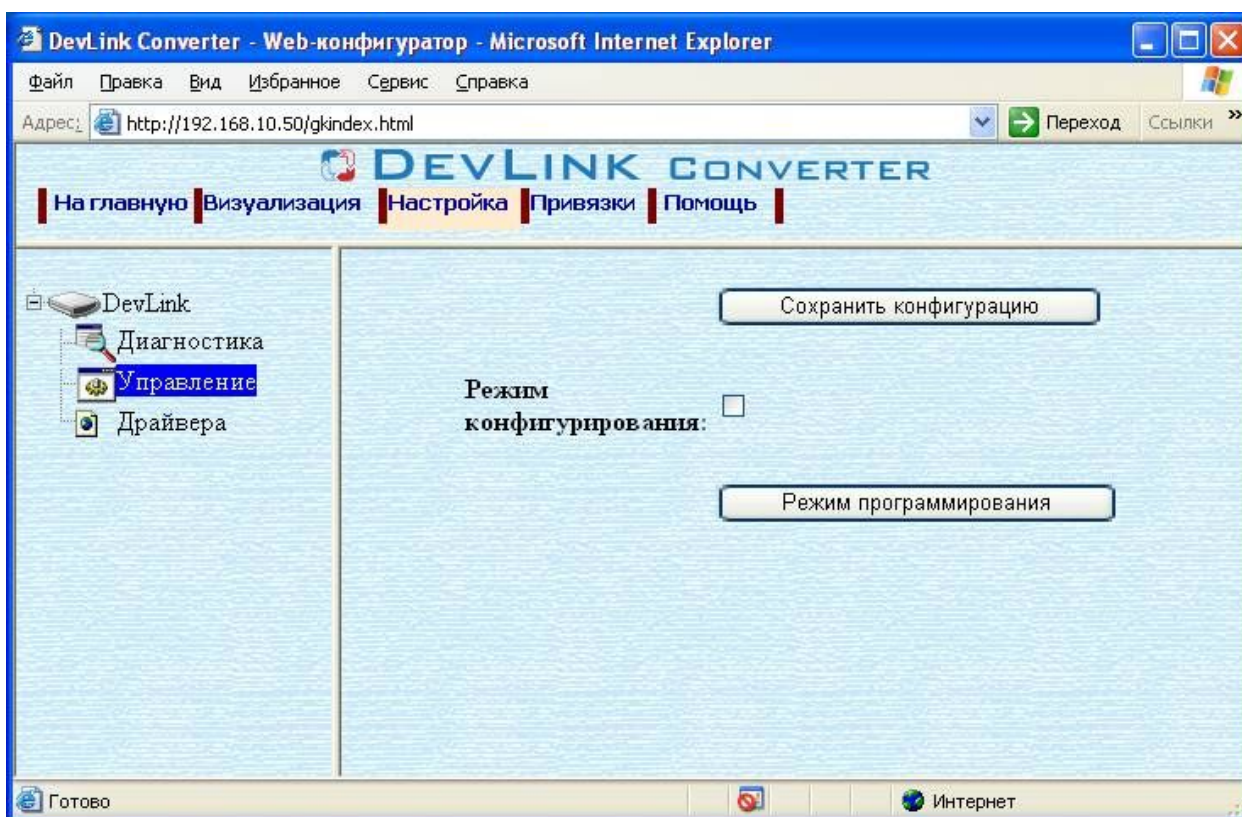 DevLink Converter - Web-конфигуратор - Microsoft Internet Explorer
Файл Правка Вид Избранное Сервис Справка
Адрес: http://192.168.10.50/gkindex.html Переход Ссылки »
DEVLINK CONVERTER
На главную Визуализация Настройка Привязки Помощь
DevLink
Диагностика
Управление
Драйвера
Сохранить конфигурацию
Режим
конфигурирования:
Режим программирования
Готово Интернет